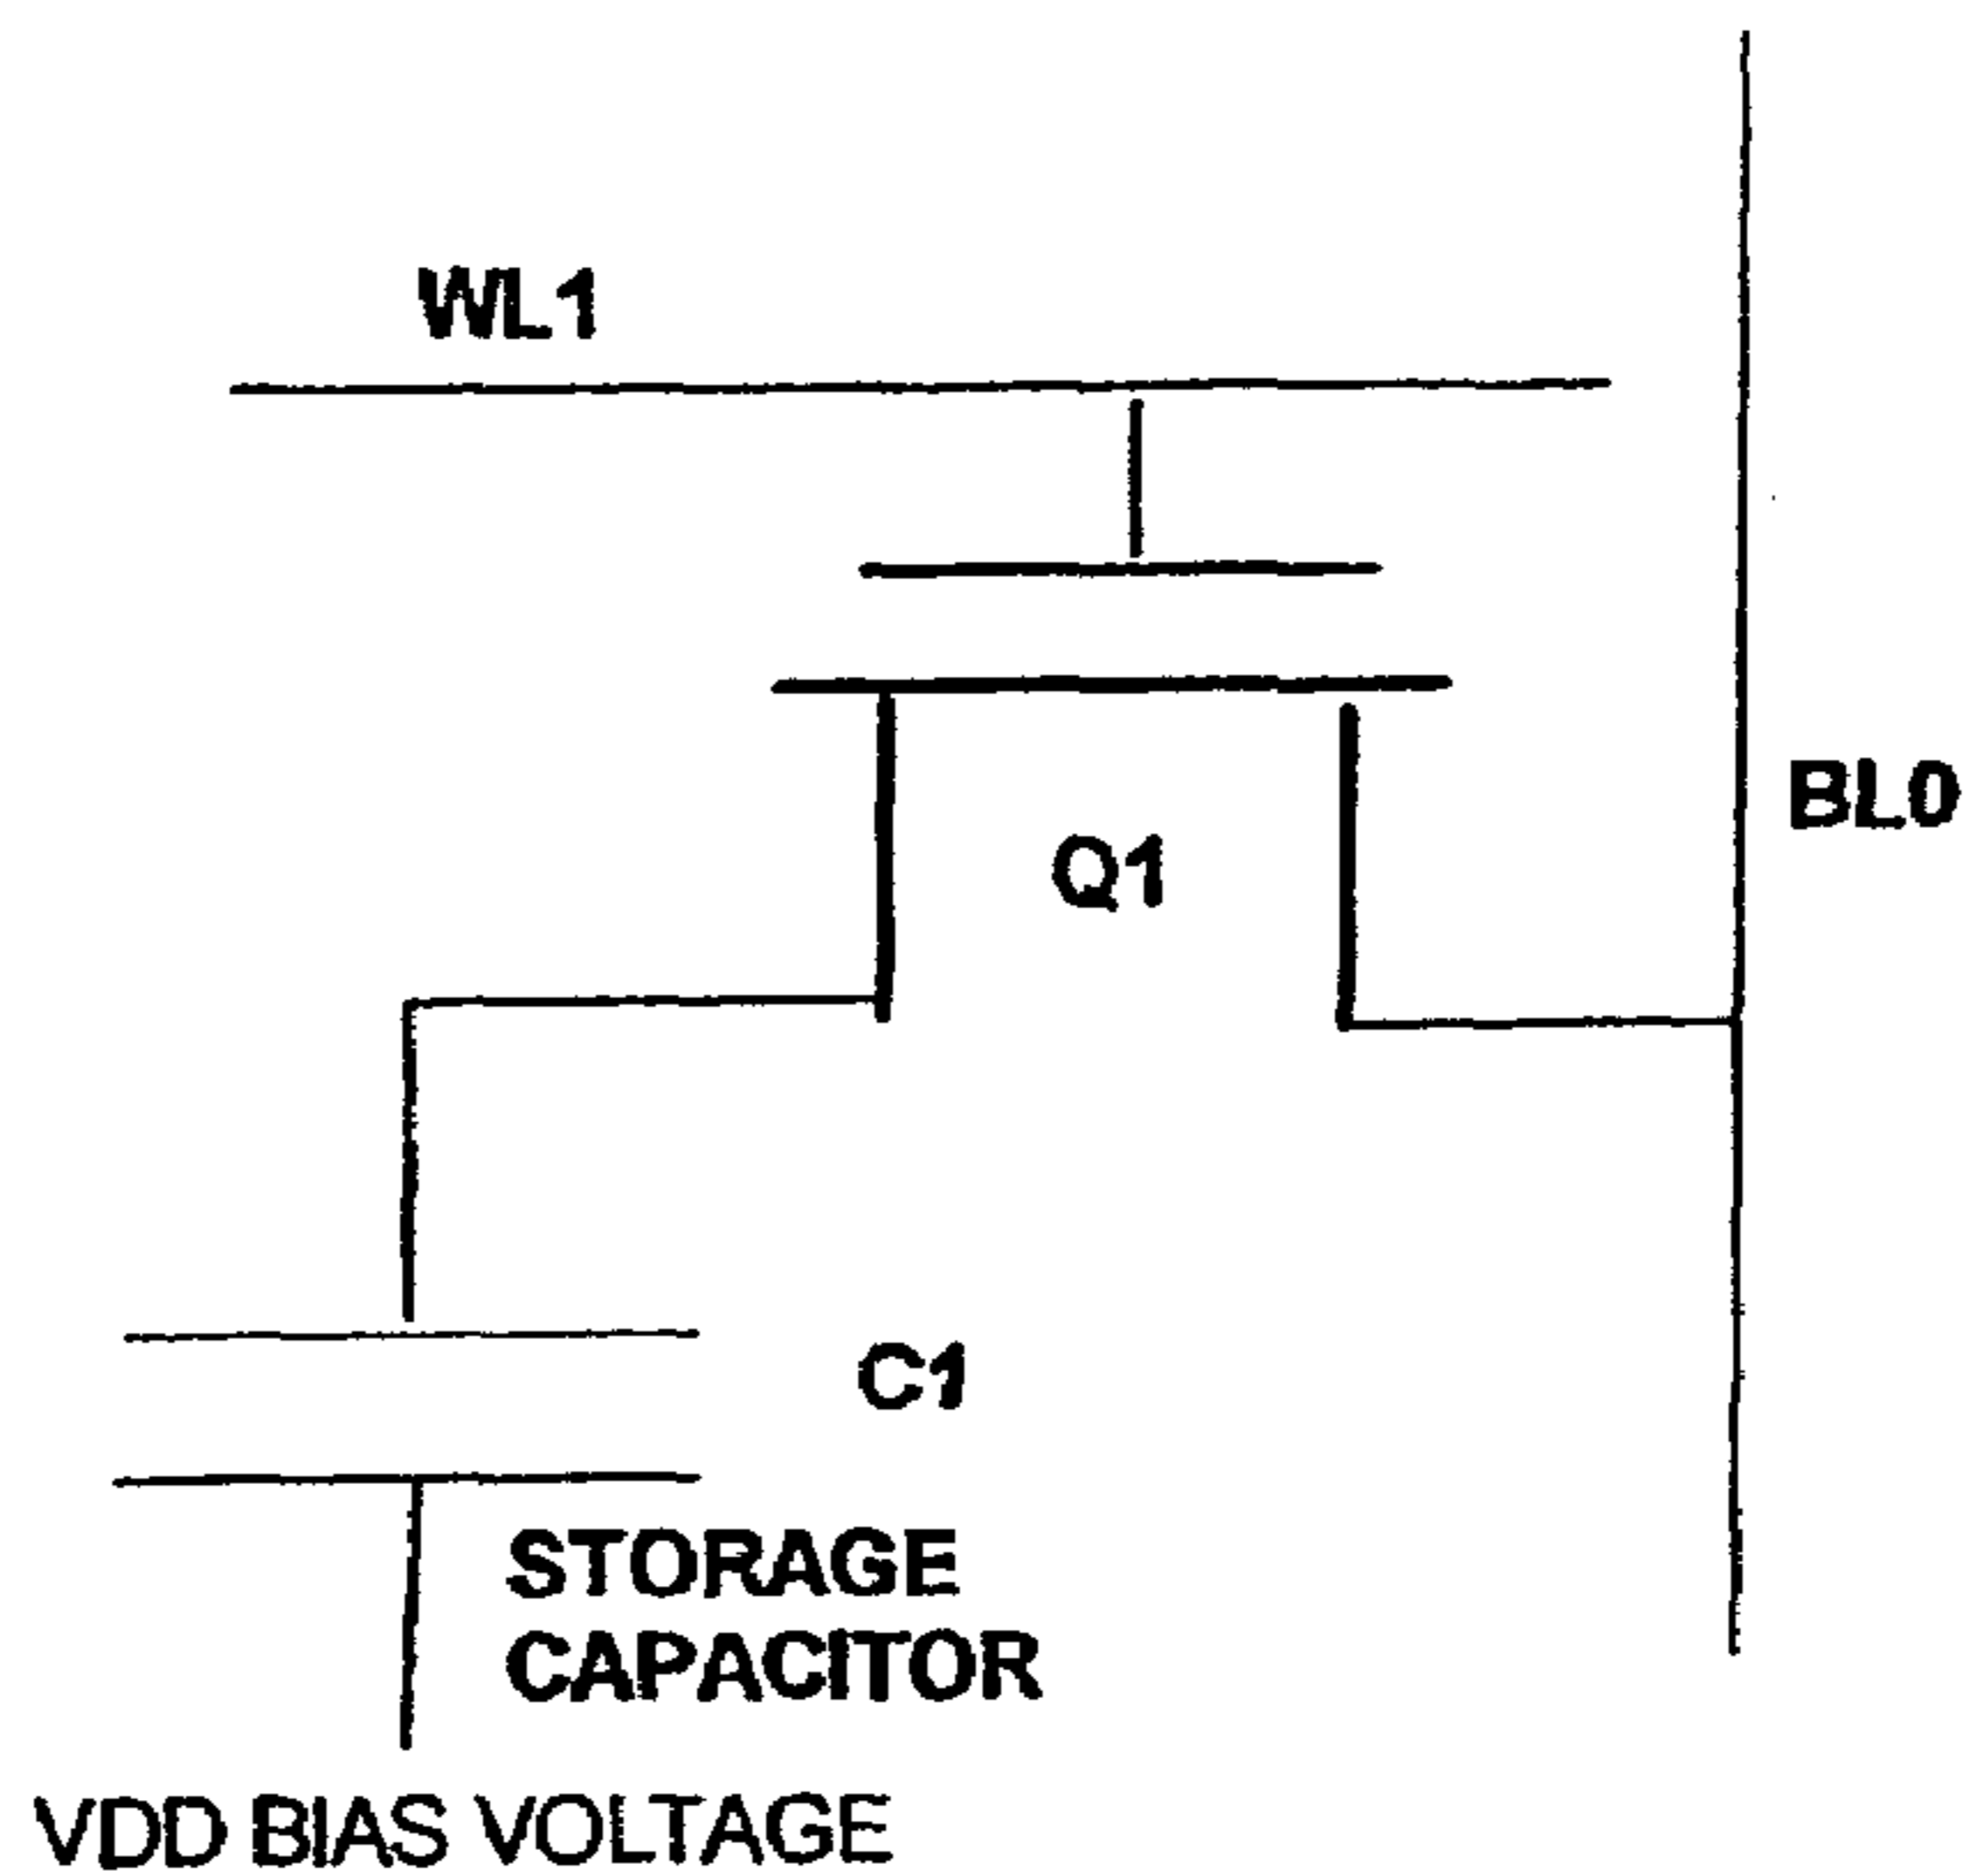 WL1
BL0
Q1
C1
STORAGE
CAPACITOR
VDD BIAS VOLTAGE